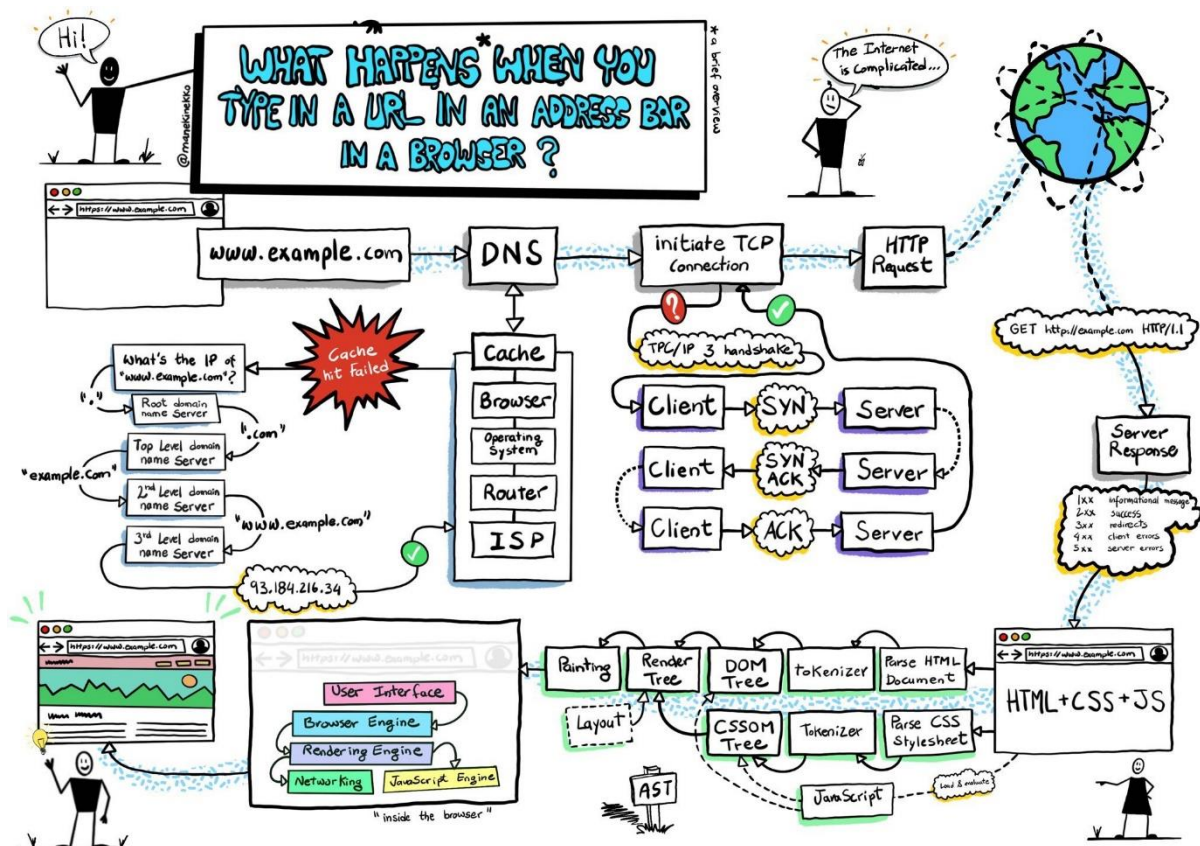 Hi!
@manekinekko
WHAT HAPPENS* WHEN YOU
TYPE IN A URL IN AN ADDRESS BAR
IN A BROWSER ?
* a brief overview
The Internet
is Complicated...
https://www.example.com
www.example.com
DNS
initiate TCP
Connection
HTTP
Request
GET http://example.com HTTP/1.1
Server
Response
1xx informational message
2xx success
3xx redirects
4xx client errors
5xx server errors
Cache
Browser
Operating
System
Router
ISP
Cache
hit Failed
What's the IP of
"www.example.com"?
"."
Root domain
name Server
".com"
Top Level domain
name Server
"example.com"
2nd Level domain
name Server
"www.example.com"
3rd Level domain
name Server
93.184.216.34
?
TPC/IP 3 handshake
Client
SYN
Server
Client
SYN
ACK
Server
Client
ACK
Server
HTML+CSS+JS
Parse HTML
Document
toKenizer
DOM
Tree
Render
Tree
Painting
Layout
Parse CSS
Stylesheet
Tokenizer
CSSOM
Tree
JavaScript
Load & evaluate
AST
https://www.example.com
User Interface
Browser Engine
Rendering Engine
Networking
JavaScript Engine
"inside the browser"
https://www.example.com